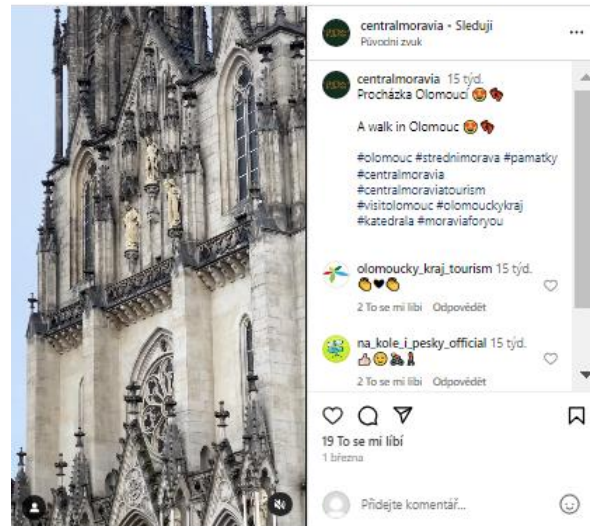 centralmoravia • Sleduji
Původní zvuk
centralmoravia 15 týd.
Procházka Olomoucí 😍👣
A walk in Olomouc 😍👣
#olomouc #strednimorava #pamatky
#centralmoravia
#centralmoraviatourism
#visitolomouc #olomouckykraj
#katedrala #moraviaforyou
olomoucky_kraj_tourism 15 týd.
👏🖤👏
2 To se mi líbí Odpovědět
na_kole_i_pesky_official 15 týd.
2 To se mi líbí Odpovědět
19 To se mi líbí
1 března
Přidejte komentář...